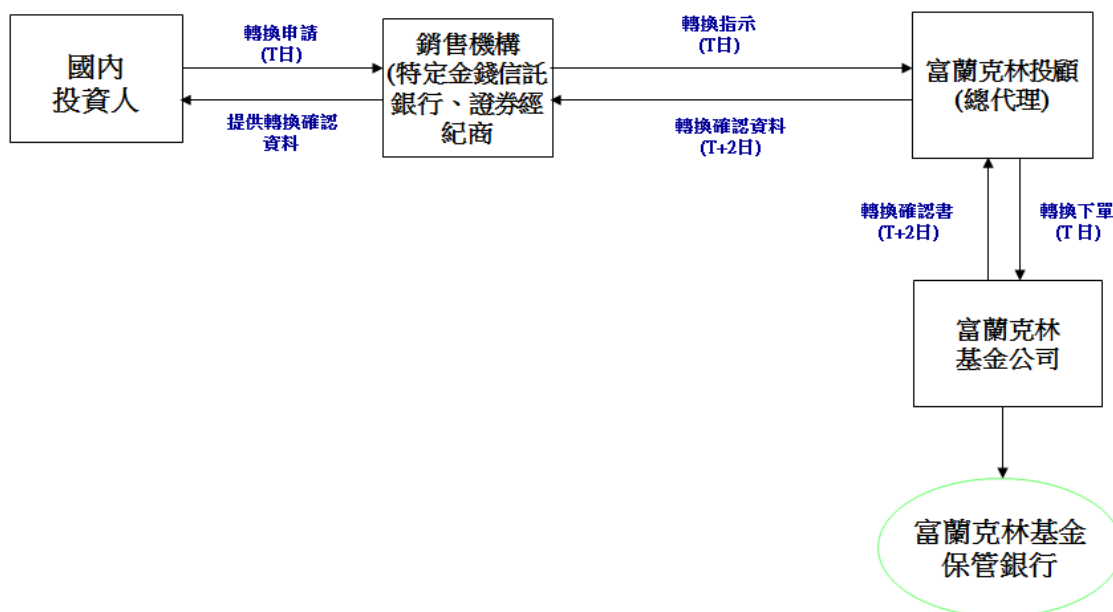 國內
投資人
轉換申請
(T日)
提供轉換確認
資料
銷售機構
(特定金錢信託
銀行、證券經
紀商
轉換指示
(T日)
轉換確認資料
(T+2日)
富蘭克林投顧
(總代理)
轉換確認書
(T+2日)
轉換下單
(T 日)
富蘭克林
基金公司
富蘭克林基金
保管銀行